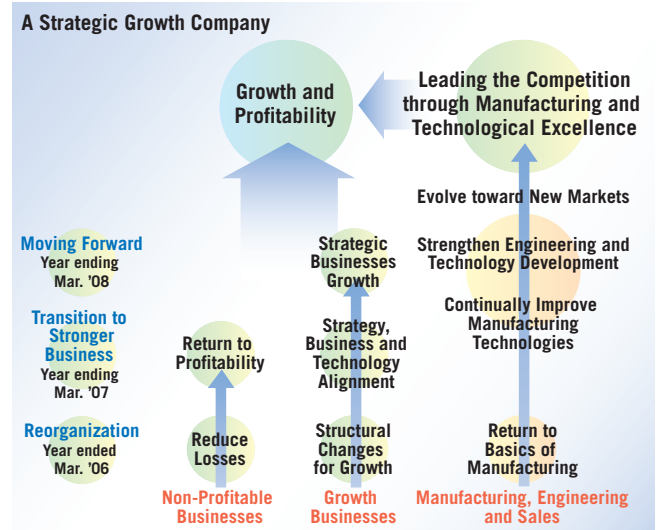 A Strategic Growth Company
Growth and
Profitability
Leading the Competition
through Manufacturing and
Technological Excellence
Evolve toward New Markets
Moving Forward
Year ending
Mar. '08
Strategic
Businesses
Growth
Strengthen Engineering and
Technology Development
Continually Improve
Manufacturing
Technologies
Transition to
Stronger
Business
Year ending
Mar. '07
Return to
Profitability
Strategy,
Business and
Technology
Alignment
Reorganization
Year ended
Mar. '06
Reduce
Losses
Structural
Changes
for Growth
Return to
Basics of
Manufacturing
Non-Profitable
Businesses
Growth
Businesses
Manufacturing, Engineering
and Sales